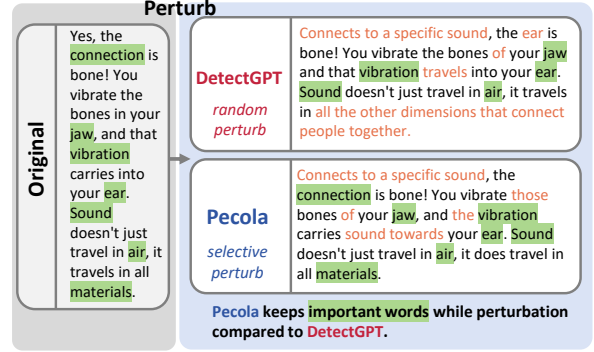 Perturb
Original
Yes, the
connection is
bone! You
vibrate the
bones in your
jaw, and that
vibration
carries into
your ear.
Sound
doesn't just
travel in air, it
travels in all
materials.
DetectGPT
random
perturb
Connects to a specific sound, the ear is
bone! You vibrate the bones of your jaw
and that vibration travels into your ear.
Sound doesn't just travel in air, it travels
in all the other dimensions that connect
people together.
Pecola
selective
perturb
Connects to a specific sound, the
connection is bone! You vibrate those
bones of your jaw, and the vibration
carries sound towards your ear. Sound
doesn't just travel in air, it does travel in
all materials.
Pecola keeps important words while perturbation
compared to DetectGPT.